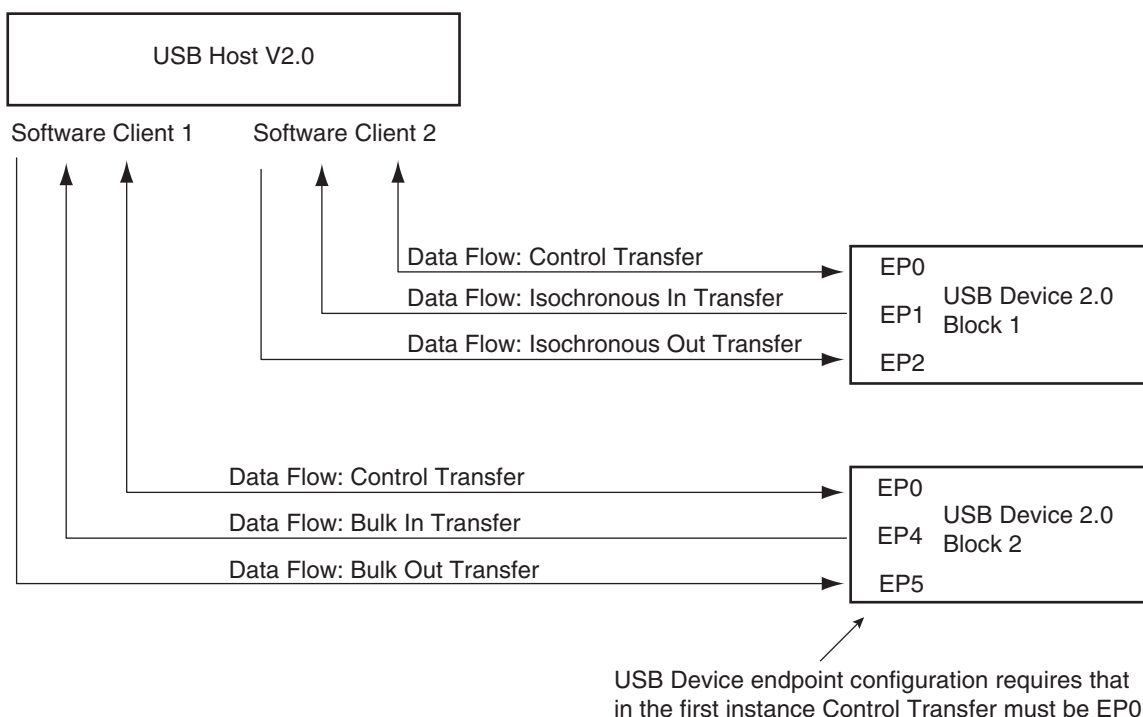 USB Host V2.0
Software Client 1
Software Client 2
Data Flow: Control Transfer
Data Flow: Isochronous In Transfer
Data Flow: Isochronous Out Transfer
EP0
EP1
EP2
USB Device 2.0
Block 1
Data Flow: Control Transfer
Data Flow: Bulk In Transfer
Data Flow: Bulk Out Transfer
EP0
EP4
EP5
USB Device 2.0
Block 2
USB Device endpoint configuration requires that
in the first instance Control Transfer must be EP0